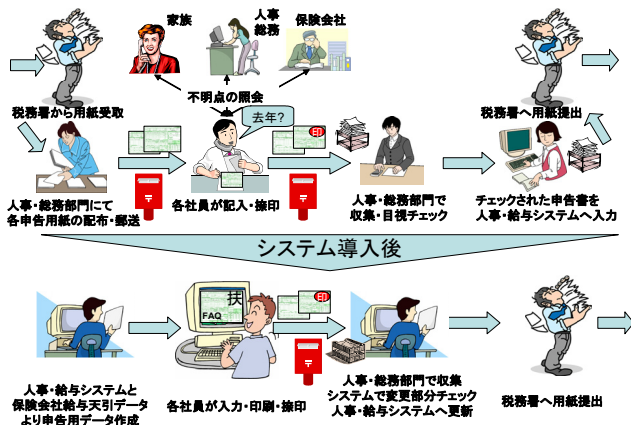 家族
人事
総務
保険会社
不明点の照会
税務署から用紙受取
去年?
印
税務署へ用紙提出
人事・総務部門にて
各申告用紙の配布・郵送
各社員が記入・捺印
人事・総務部門で
収集・目視チェック
チェックされた申告書を
人事・給与システムへ入力
システム導入後
扶
FAQ
印
人事・給与システムと
保険会社給与天引データ
より申告用データ作成
各社員が入力・印刷・捺印
人事・総務部門で収集
システムで変更部分チェック
人事・給与システムへ更新
税務署へ用紙提出